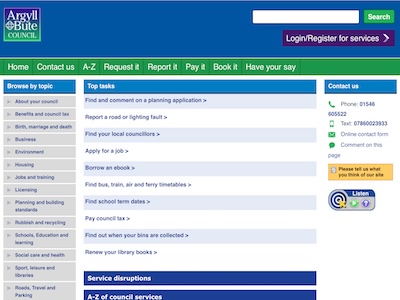 Argyll
Bute
COUNCIL
Search
Login/Register for services >
Home
Contact us
A-Z
Request it
Report it
Pay it
Book it
Have your say
Browse by topic
About your council
Benefits and council tax
Birth, marriage and death
Business
Environment
Housing
Jobs and training
Licensing
Planning and building
standards
Rubbish and recycling
Schools, Education and
learning
Social care and health
Sport, leisure and
libraries
Roads, Travel and
Parking
Top tasks
Find and comment on a planning application >
Report a road or lighting fault >
Find your local councillors >
Apply for a job >
Borrow an ebook >
Find bus, train, air and ferry timetables >
Find school term dates >
Pay council tax >
Find out when your bins are collected >
Renew your library books >
Service disruptions
A-Z of council services
Contact us
Phone: 01546
605522
Text: 07860023933
Online contact form
Comment on this
page
Please tell us what
you think of our site
Listen